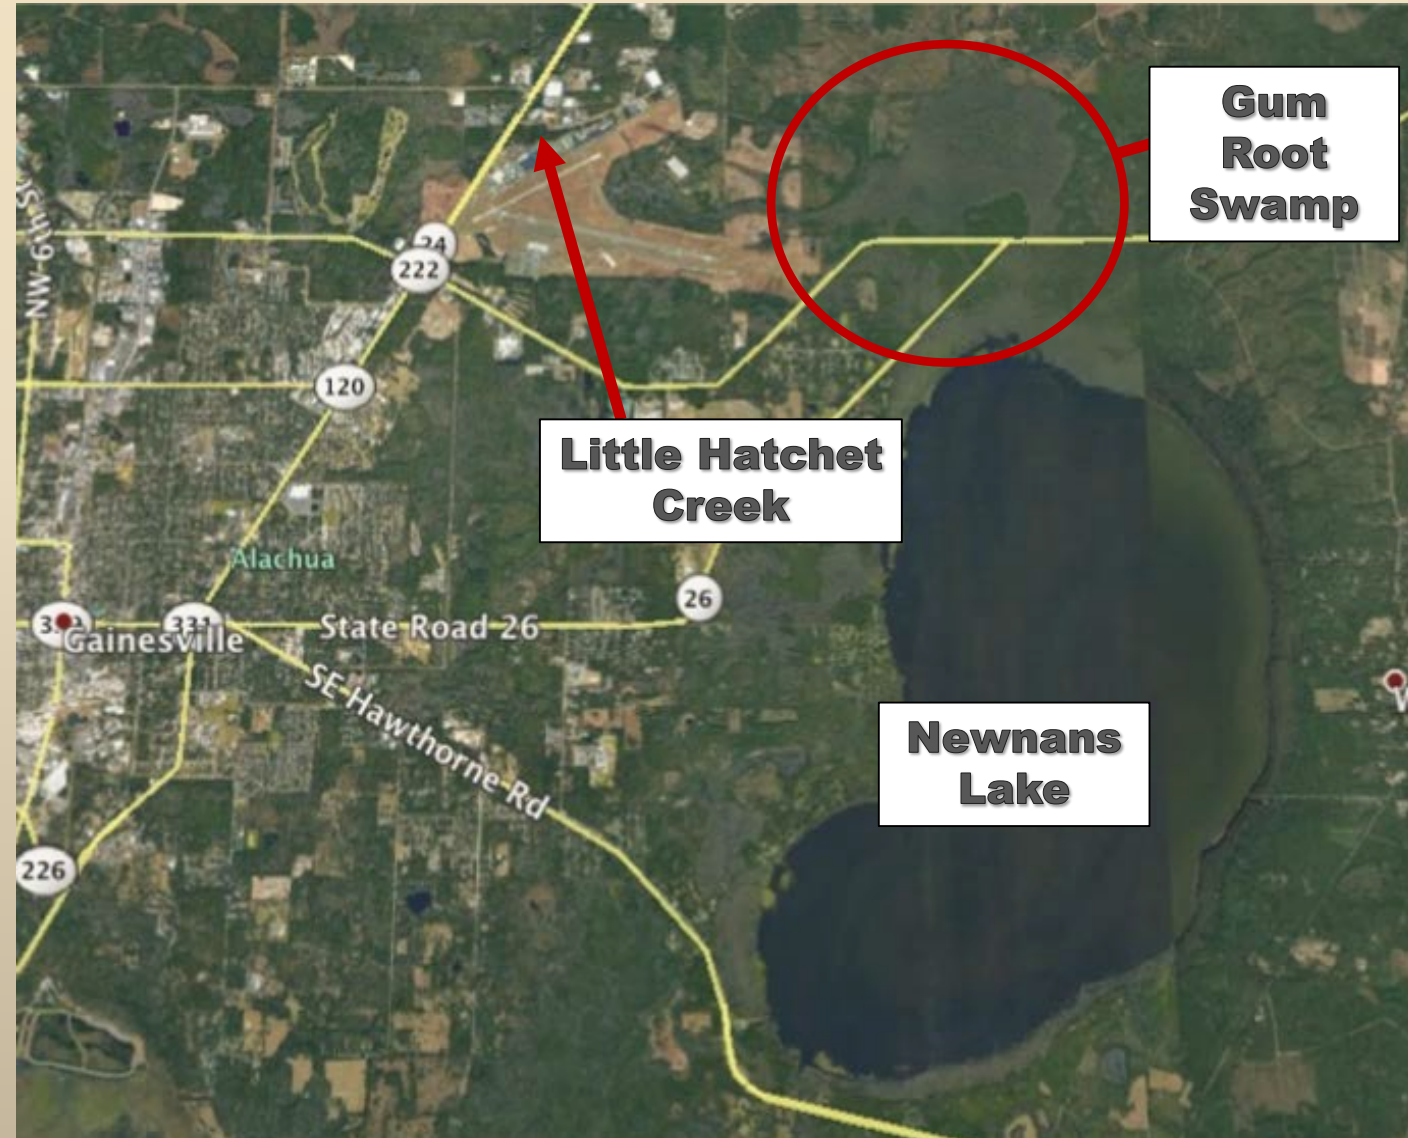 Gum
Root
Swamp
NW 6th St
24
222
120
Little Hatchet
Creek
Alachua
26
331
Gainesville
State Road 26
SE Hawthorne Rd
Newnans
Lake
226